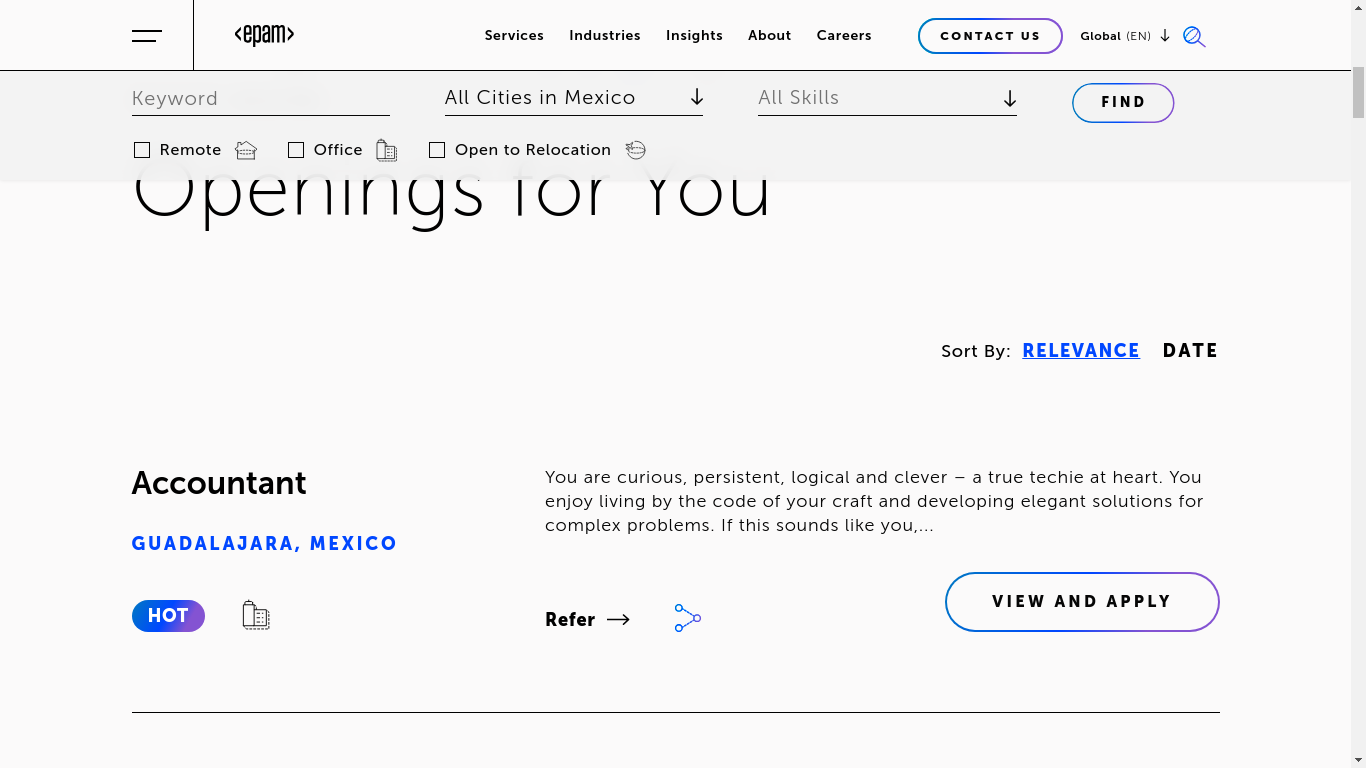 <epam>
Services Industries Insights About Careers CONTACT US Global (EN)
Keyword All Cities in Mexico All Skills FIND
Remote Office Open to Relocation
Openings for You
Sort By: RELEVANCE DATE
Accountant
GUADALAJARA, MEXICO
HOT
You are curious, persistent, logical and clever – a true techie at heart. You
enjoy living by the code of your craft and developing elegant solutions for
complex problems. If this sounds like you,...
Refer
VIEW AND APPLY